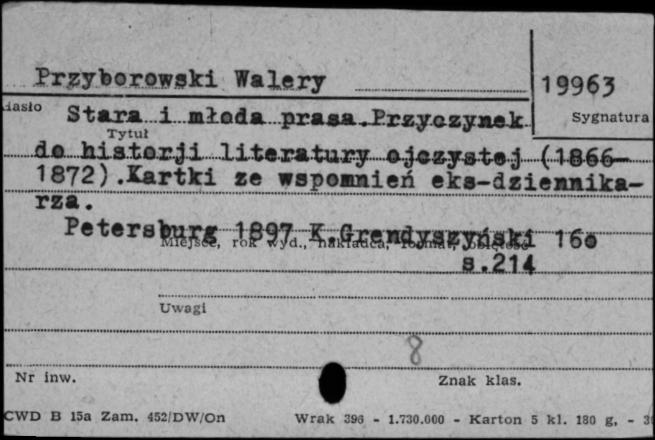 Przyborowski Walery
19963
Hasło
Stara i młoda prasa.Przyczynek
Sygnatura
Tytuł
do historji literatury ojczystej (1866-
1872).Kartki ze wspomnień eks-dziennika-
rza.
Petersburg 1897 K.Grendyszyński 16o
Miejsce, rok wyd., nakładca, format, objętość
s.214
Uwagi
8
Nr inw.
Znak klas.
CWD B 15a Zam. 452/DW/On
Wrak 396 - 1.730.000 - Karton 5 kl. 180 g. - 3